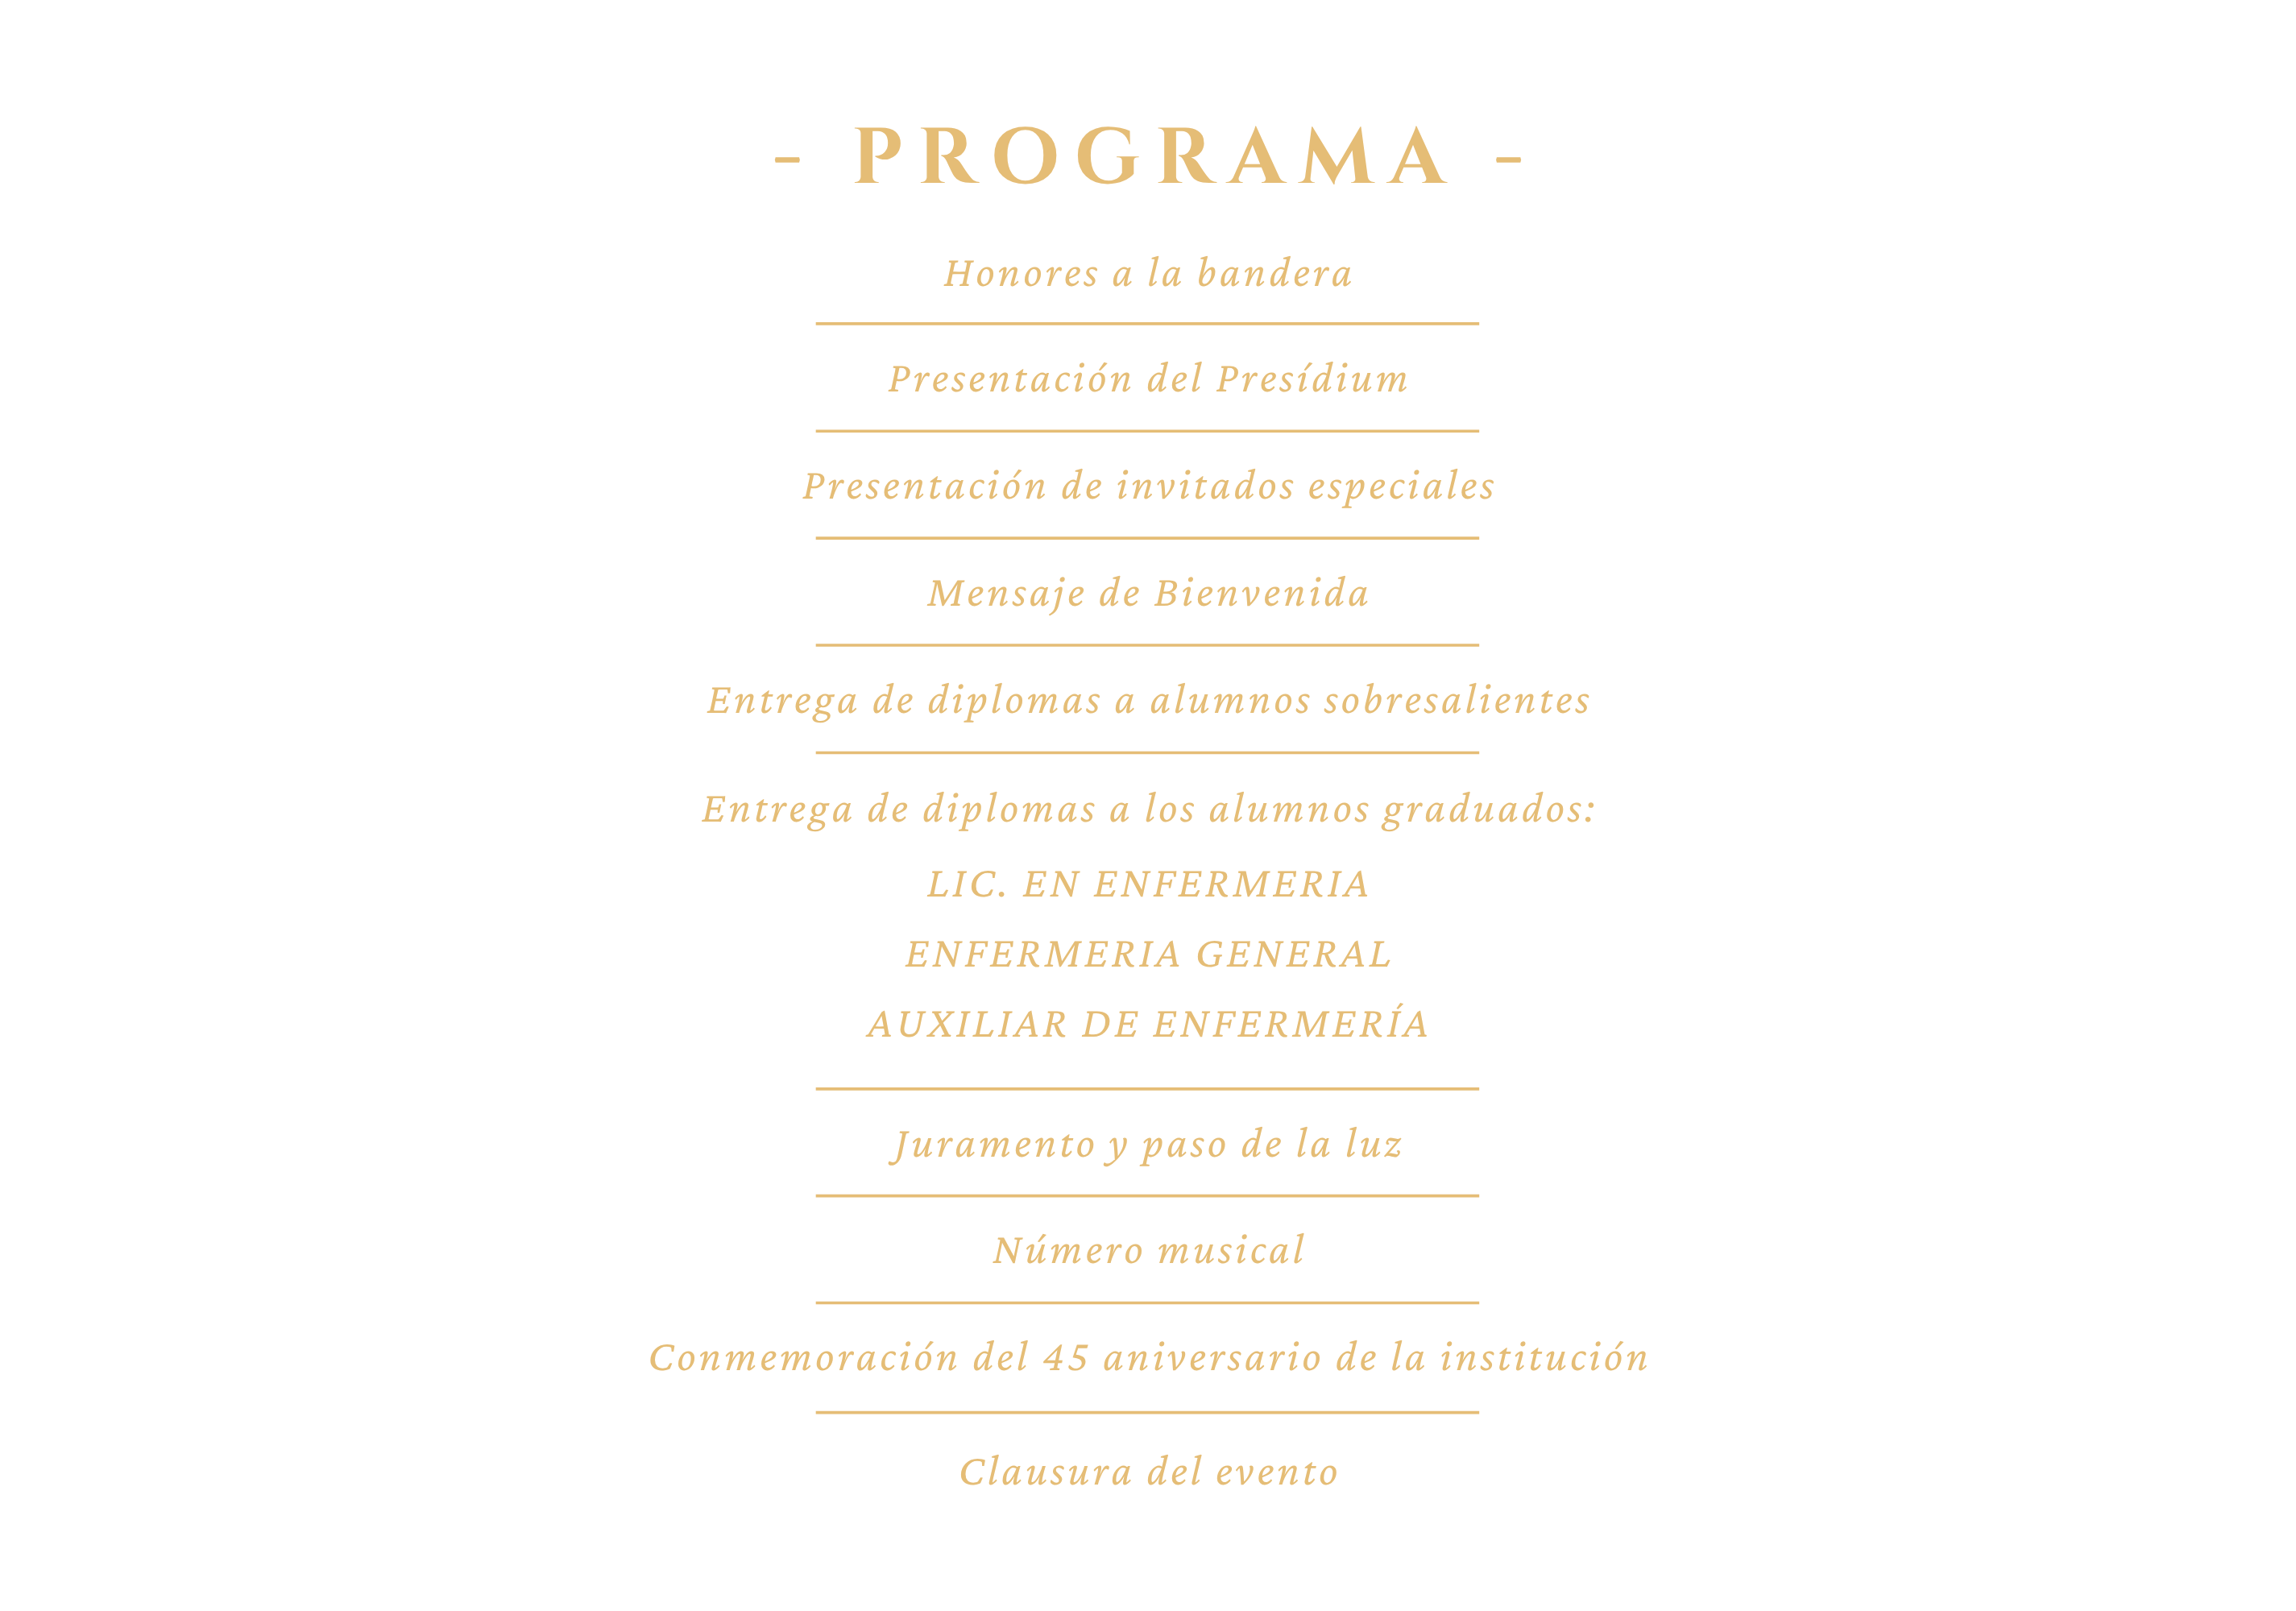 - PROGRAMA -
Honores a la bandera
Presentación del Presídium
Presentación de invitados especiales
Mensaje de Bienvenida
Entrega de diplomas a alumnos sobresalientes
Entrega de diplomas a los alumnos graduados:
LIC. EN ENFERMERIA
ENFERMERIA GENERAL
AUXILIAR DE ENFERMERÍA
Juramento y paso de la luz
Número musical
Conmemoración del 45 aniversario de la institución
Clausura del evento